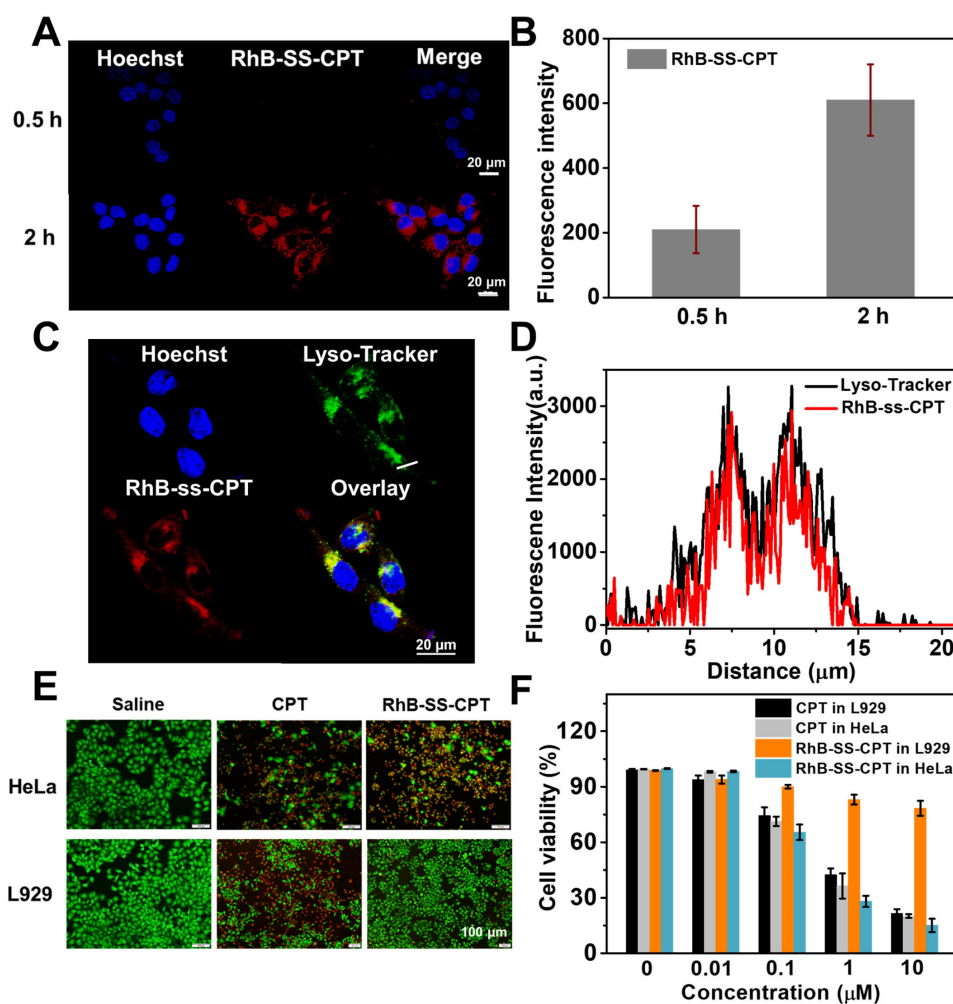 A
Hoechst RhB-SS-CPT Merge
0.5 h
20 μm
2 h
20 μm
B
800
600
400
200
0
Fluorescence intensity
RhB-SS-CPT
0.5 h 2 h
C
Hoechst Lyso-Tracker
RhB-ss-CPT Overlay
20 μm
D
Fluorescene Intensity(a.u.)
3000
2000
1000
0
Lyso-Tracker
RhB-ss-CPT
0 5 10 15 20
Distance (μm)
E
Saline CPT RhB-SS-CPT
HeLa
L929
100 μm
F
Cell viability (%)
120
90
60
30
0
CPT in L929
CPT in HeLa
RhB-SS-CPT in L929
RhB-SS-CPT in HeLa
0 0.01 0.1 1 10
Concentration (μM)